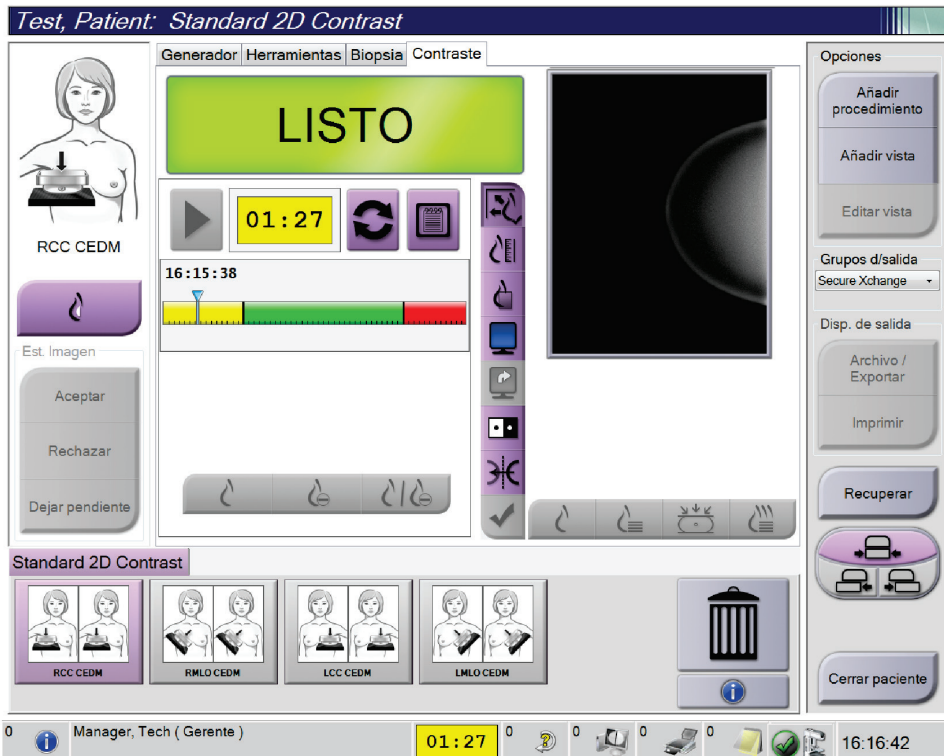 Test, Patient: Standard 2D Contrast
Generador
Herramientas
Biopsia
Contraste
RCC CEDM
Est. Imagen
Aceptar
Rechazar
Dejar pendiente
LISTO
01:27
16:15:38
Opciones
Añadir
procedimiento
Añadir vista
Editar vista
Grupos d/salida
Secure Xchange
Disp. de salida
Archivo /
Exportar
Imprimir
Recuperar
Cerrar paciente
Standard 2D Contrast
RCC CEDM
RMLO CEDM
LCC CEDM
LMLO CEDM
0
Manager, Tech ( Gerente )
01:27
0
0
0
0
16:16:42